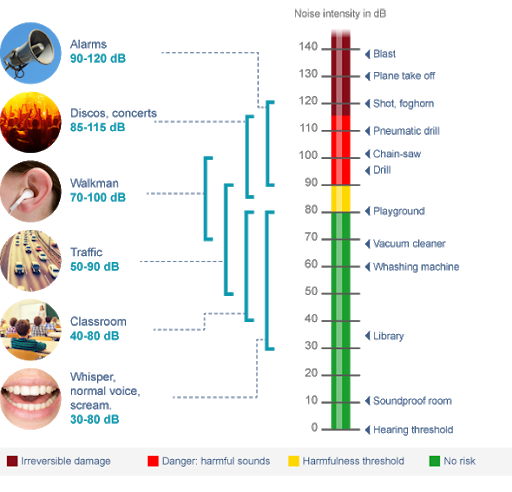 Noise intensity in dB
Alarms
90-120 dB
Discos, concerts
85-115 dB
Walkman
70-100 dB
Traffic
50-90 dB
Classroom
40-80 dB
Whisper,
normal voice,
scream.
30-80 dB
140
Blast
130
Plane take off
120
Shot, foghorn
110
Pneumatic drill
100
Chain-saw
Drill
90
80
Playground
70
Vacuum cleaner
60
Whashing machine
50
40
Library
30
20
10
Soundproof room
0
Hearing threshold
Irreversible damage
Danger: harmful sounds
Harmfulness threshold
No risk